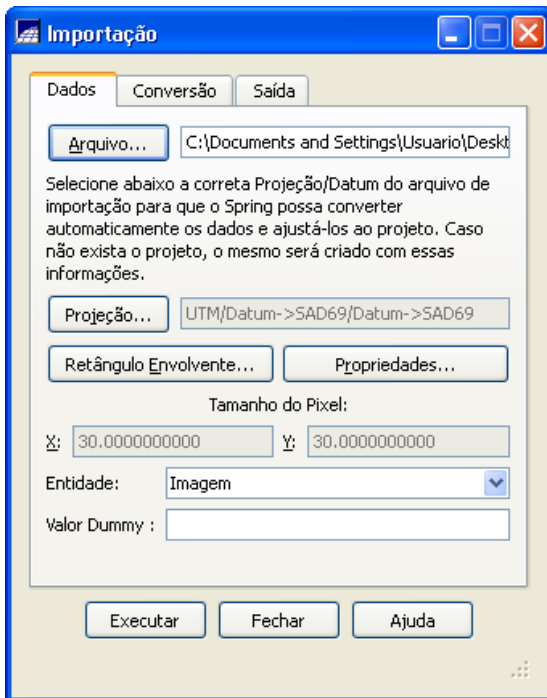 Importação
Dados Conversão Saída
Arquivo... C:\Documents and Settings\Usuario\Deskt
Selecione abaixo a correta Projeção/Datum do arquivo de
importação para que o Spring possa converter
automaticamente os dados e ajustá-los ao projeto. Caso
não exista o projeto, o mesmo será criado com essas
informações.
Projeção... UTM/Datum->SAD69/Datum->SAD69
Retângulo Envolvente... Propriedades...
Tamanho do Pixel:
X: 30.0000000000 Y: 30.0000000000
Entidade: Imagem
Valor Dummy :
Executar Fechar Ajuda